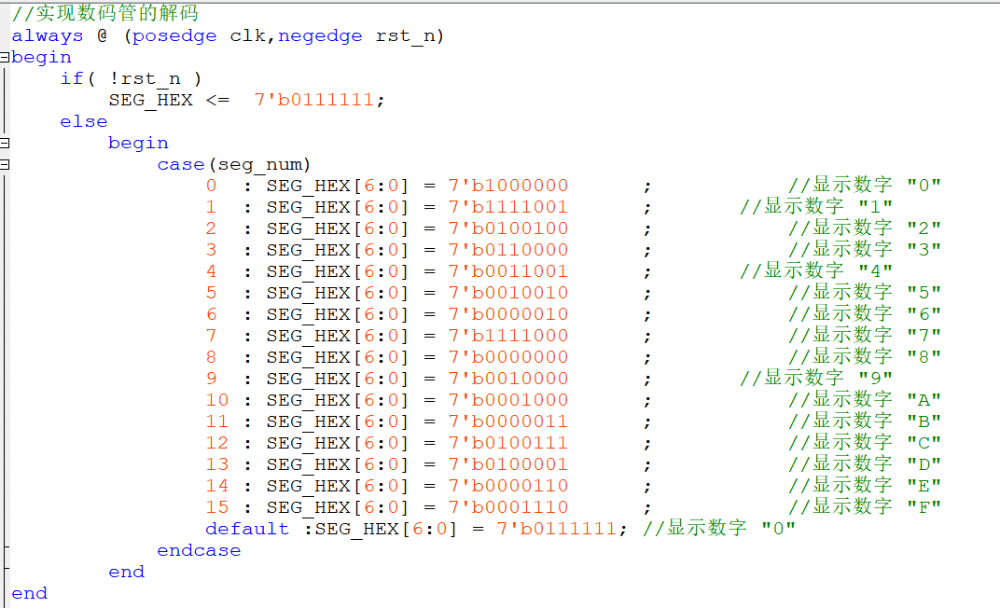 //实现数码管的解码
always @ (posedge clk,negedge rst_n)
begin
if( !rst_n )
SEG_HEX <= 7'b0111111;
else
begin
case(seg_num)
0 : SEG_HEX[6:0] = 7'b1000000 ; //显示数字 "0"
1 : SEG_HEX[6:0] = 7'b1111001 ; //显示数字 "1"
2 : SEG_HEX[6:0] = 7'b0100100 ; //显示数字 "2"
3 : SEG_HEX[6:0] = 7'b0110000 ; //显示数字 "3"
4 : SEG_HEX[6:0] = 7'b0011001 ; //显示数字 "4"
5 : SEG_HEX[6:0] = 7'b0010010 ; //显示数字 "5"
6 : SEG_HEX[6:0] = 7'b0000010 ; //显示数字 "6"
7 : SEG_HEX[6:0] = 7'b1111000 ; //显示数字 "7"
8 : SEG_HEX[6:0] = 7'b0000000 ; //显示数字 "8"
9 : SEG_HEX[6:0] = 7'b0010000 ; //显示数字 "9"
10 : SEG_HEX[6:0] = 7'b0001000 ; //显示数字 "A"
11 : SEG_HEX[6:0] = 7'b0000011 ; //显示数字 "B"
12 : SEG_HEX[6:0] = 7'b0100111 ; //显示数字 "C"
13 : SEG_HEX[6:0] = 7'b0100001 ; //显示数字 "D"
14 : SEG_HEX[6:0] = 7'b0000110 ; //显示数字 "E"
15 : SEG_HEX[6:0] = 7'b0001110 ; //显示数字 "F"
default :SEG_HEX[6:0] = 7'b0111111; //显示数字 "0"
endcase
end
end